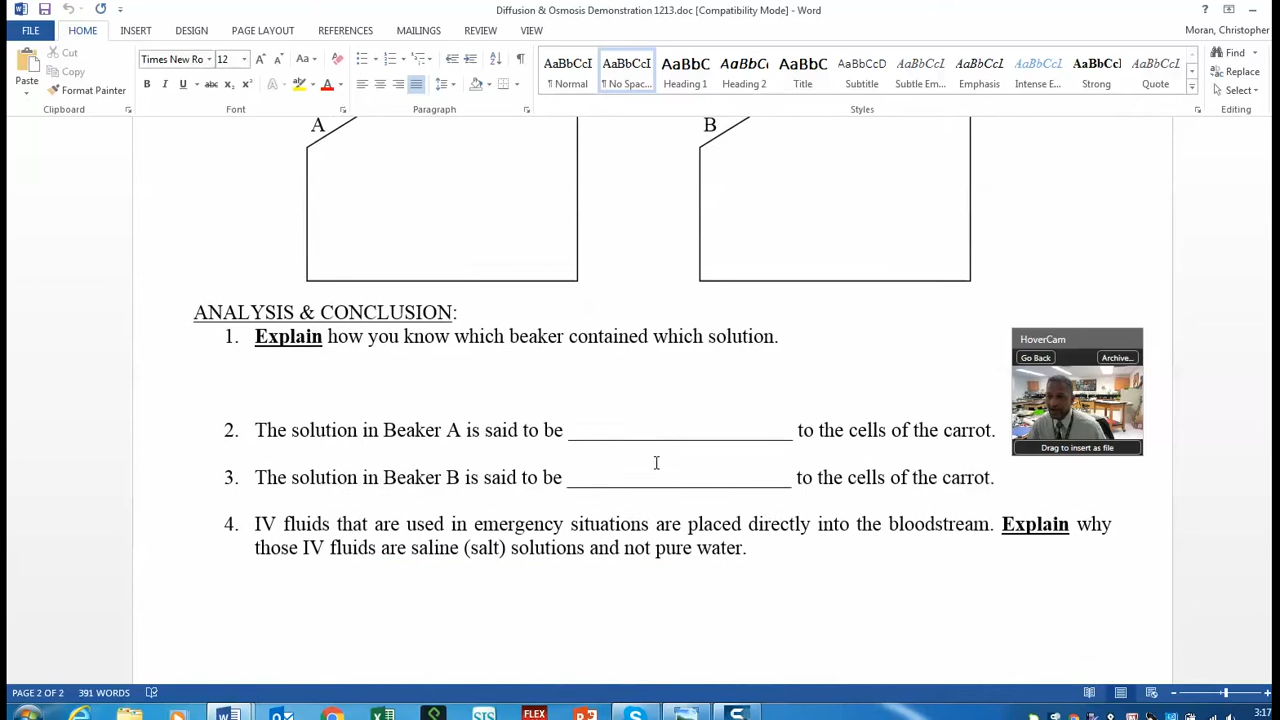 Diffusion & Osmosis Demonstration 1213.doc [Compatibility Mode] - Word
FILE HOME INSERT DESIGN PAGE LAYOUT REFERENCES MAILINGS REVIEW VIEW
Moran, Christopher
Paste
Cut
Copy
Format Painter
Clipboard
Times New Ro 12
Font
Paragraph
AaBbCcI AaBbCcI AaBbC AaBbCc AaBbC AaBbCcD AaBbCcI AaBbCcI AaBbCcI AaBbCcI AaBbCcD
¶ Normal ¶ No Spac... Heading 1 Heading 2 Title Subtitle Subtle Em... Emphasis Intense E... Strong Quote
Styles
Find
Replace
Select
Editing
A B
ANALYSIS & CONCLUSION:
1. Explain how you know which beaker contained which solution.
2. The solution in Beaker A is said to be ______________________ to the cells of the carrot.
3. The solution in Beaker B is said to be ______________________ to the cells of the carrot.
4. IV fluids that are used in emergency situations are placed directly into the bloodstream. Explain why
those IV fluids are saline (salt) solutions and not pure water.
HoverCam
Go Back Archive...
Drag to insert as file
PAGE 2 OF 2 391 WORDS
SIS FLEX
3:17